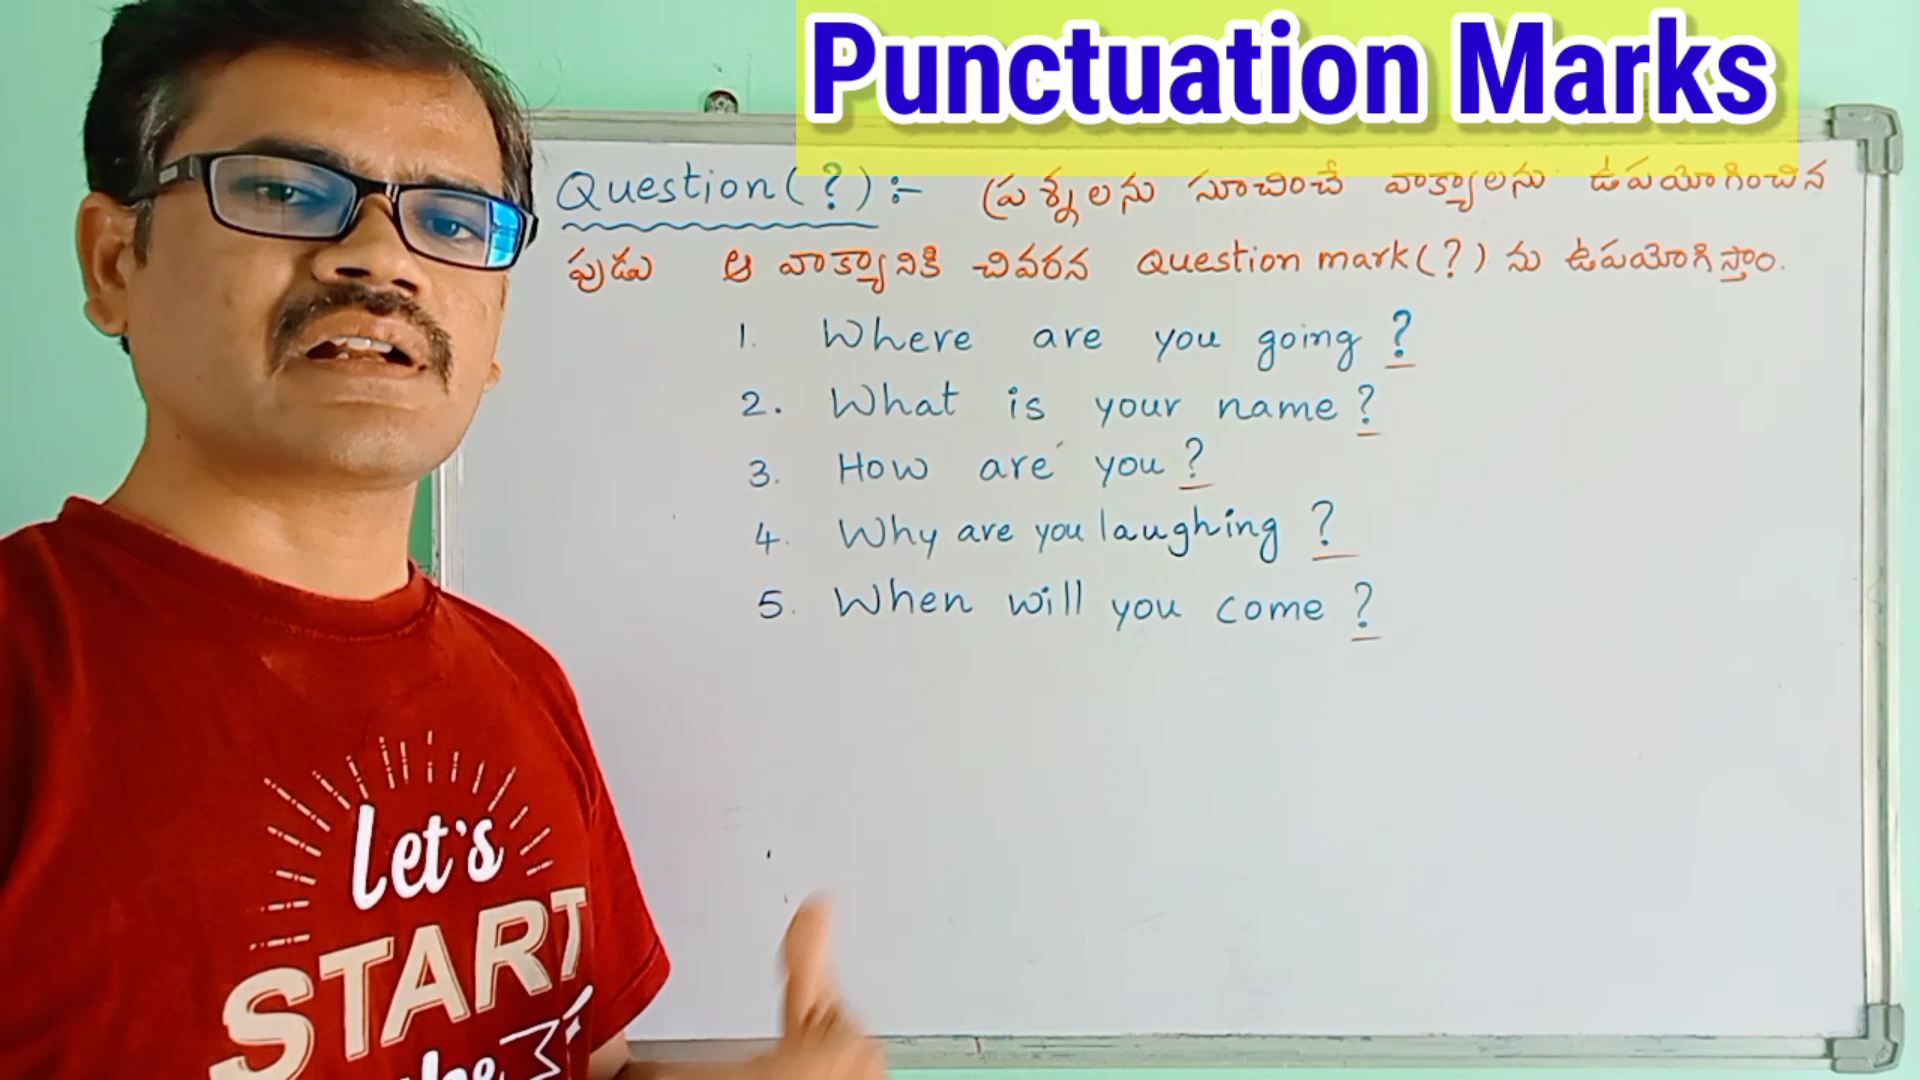 Punctuation Marks
Question (?) :- ప్రశ్నలను సూచించే వాక్యాలను ఉపయోగించిన
పుడు ఆ వాక్యానికి చివరన Question mark (?) ను ఉపయోగిస్తాం.
1. Where are you going ?
2. What is your name ?
3. How are you ?
4. Why are you laughing ?
5. When will you come ?
Let's
START